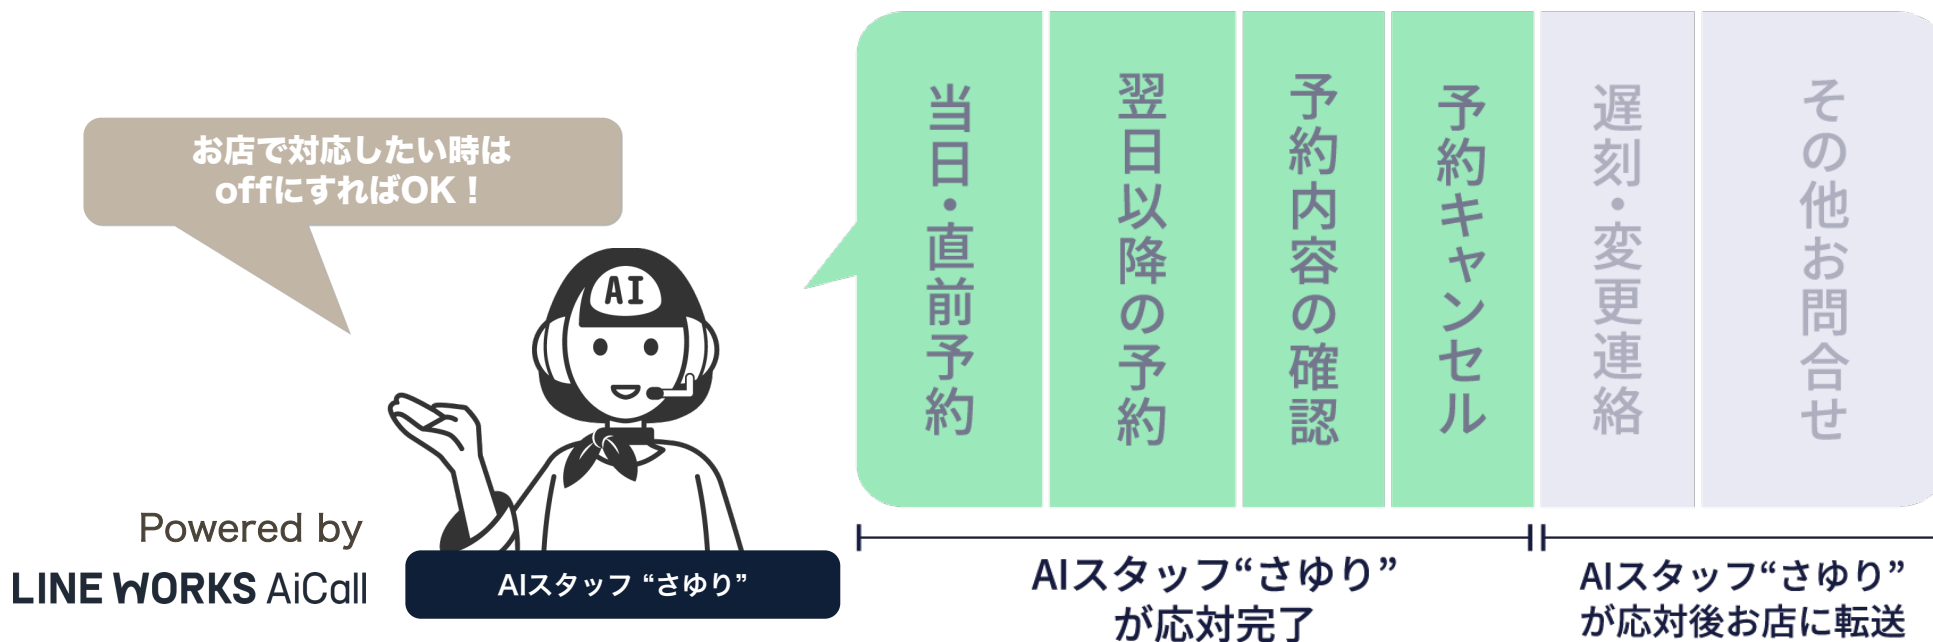 お店で対応したい時は
offにすればOK！
AI
Powered by
LINE WORKS AiCall
AIスタッフ “さゆり”
当日・直前予約
翌日以降の予約
予約内容の確認
予約キャンセル
遅刻・変更連絡
その他お問合せ
AIスタッフ“さゆり”
が応対完了
AIスタッフ“さゆり”
が応対後お店に転送